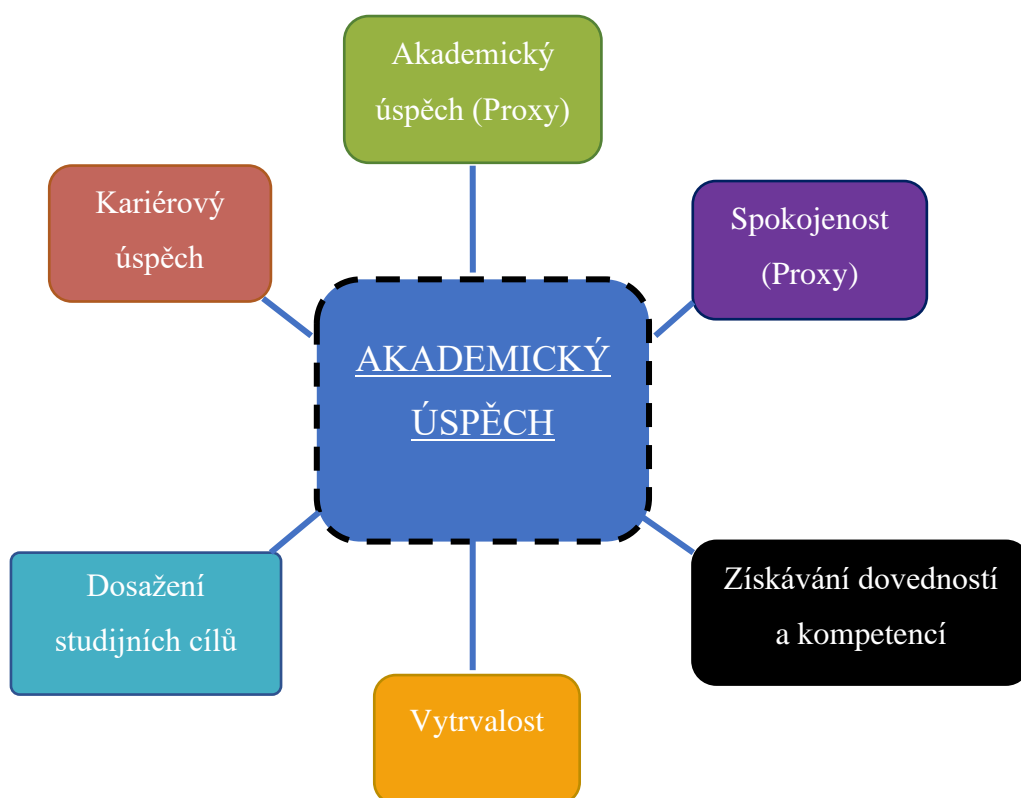 Akademický
úspěch (Proxy)
Kariérový
úspěch
Spokojenost
(Proxy)
AKADEMICKÝ
ÚSPĚCH
Dosažení
studijních cílů
Získávání dovedností
a kompetencí
Vytrvalost